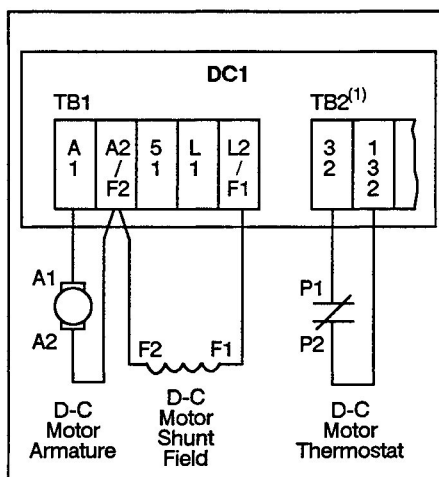 DC1
TB1
TB2(1)
A
1
A2
/
F2
5
1
L
1
L2
/
F1
3
2
1
3
2
A1
A2
F2
F1
P1
P2
D-C
Motor
Armature
D-C
Motor
Shunt
Field
D-C
Motor
Thermostat